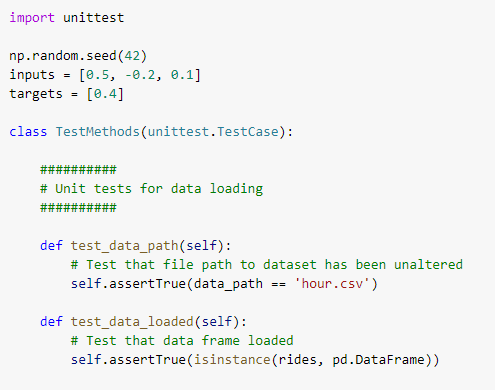 import unittest
np.random.seed(42)
inputs = [0.5, -0.2, 0.1]
targets = [0.4]
class TestMethods(unittest.TestCase):
##########
# Unit tests for data loading
##########
def test_data_path(self):
# Test that file path to dataset has been unaltered
self.assertTrue(data_path == 'hour.csv')
def test_data_loaded(self):
# Test that data frame loaded
self.assertTrue(isinstance(rides, pd.DataFrame))